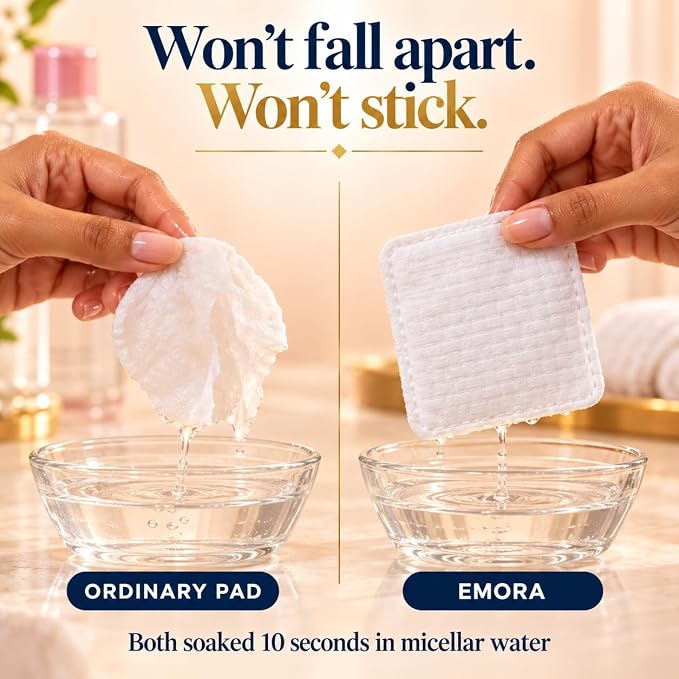 Won't fall apart.
Won't stick.
ORDINARY PAD
EMORA
Both soaked 10 seconds in micellar water